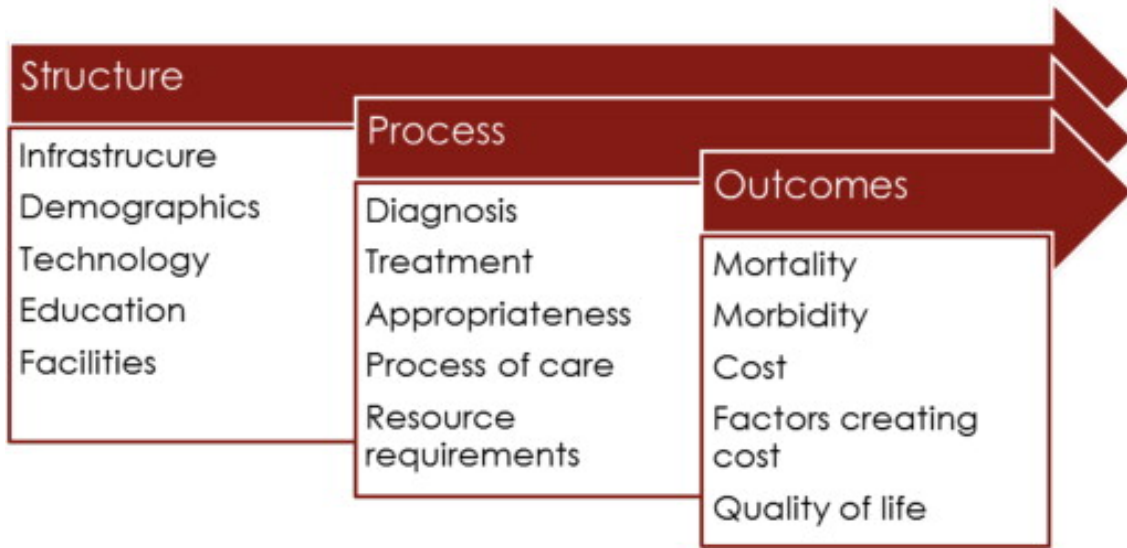 Structure
Infrastrucure
Demographics
Technology
Education
Facilities
Process
Diagnosis
Treatment
Appropriateness
Process of care
Resource
requirements
Outcomes
Mortality
Morbidity
Cost
Factors creating
cost
Quality of life